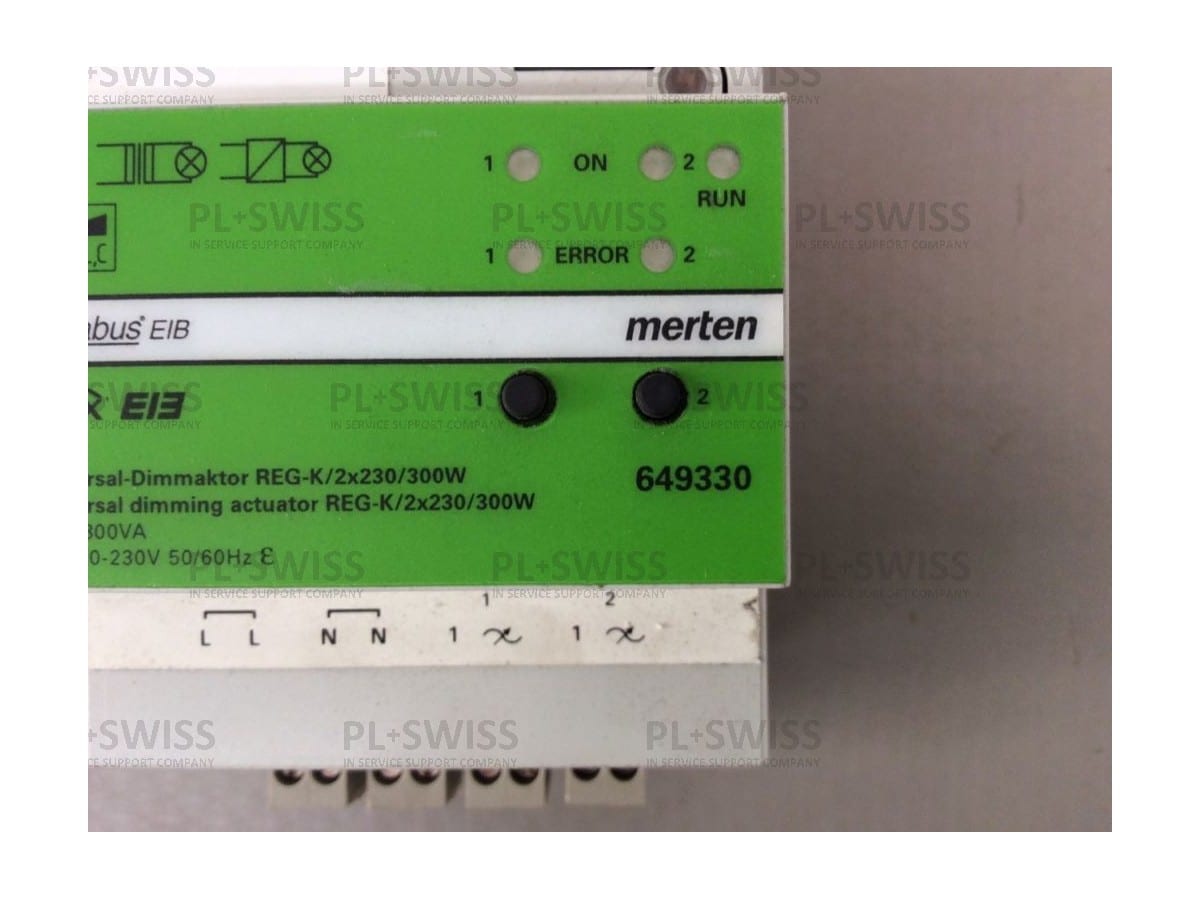 PL+SWISS
IN SERVICE SUPPORT COMPANY
1 ON 2
RUN
1 ERROR 2
L,C
abus® EIB
merten
1 2
EIB
rsal-Dimmaktor REG-K/2x230/300W
649330
rsal dimming actuator REG-K/2x230/300W
300VA
0-230V 50/60Hz
1 2
L L N N 1 1